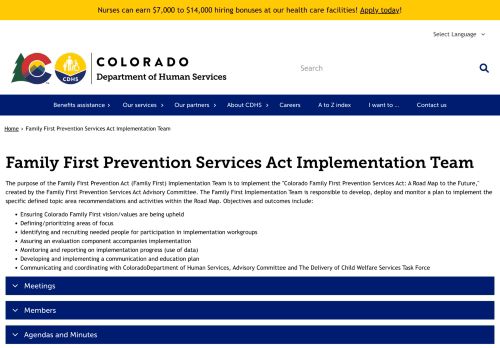 Nurses can earn $7,000 to $14,000 hiring bonuses at our health care facilities! Apply today!
Select Language
CDHS
COLORADO
Department of Human Services
Search
Benefits assistance
Our services
Our partners
About CDHS
Careers
A to Z index
I want to ...
Contact us
Home › Family First Prevention Services Act Implementation Team
Family First Prevention Services Act Implementation Team
The purpose of the Family First Prevention Act (Family First) Implementation Team is to implement the "Colorado Family First Prevention Services Act: A Road Map to the Future,"
created by the Family First Prevention Services Act Advisory Committee. The Family First Implementation Team is responsible to develop, deploy and monitor a plan to implement the
specific defined topic area recommendations and activities within the Road Map. Objectives and outcomes include:
• Ensuring Colorado Family First vision/values are being upheld
• Defining/prioritizing areas of focus
• Identifying and recruiting needed people for participation in implementation workgroups
• Assuring an evaluation component accompanies implementation
• Monitoring and reporting on implementation progress (use of data)
• Developing and implementing a communication and education plan
• Communicating and coordinating with ColoradoDepartment of Human Services, Advisory Committee and The Delivery of Child Welfare Services Task Force
Meetings
Members
Agendas and Minutes